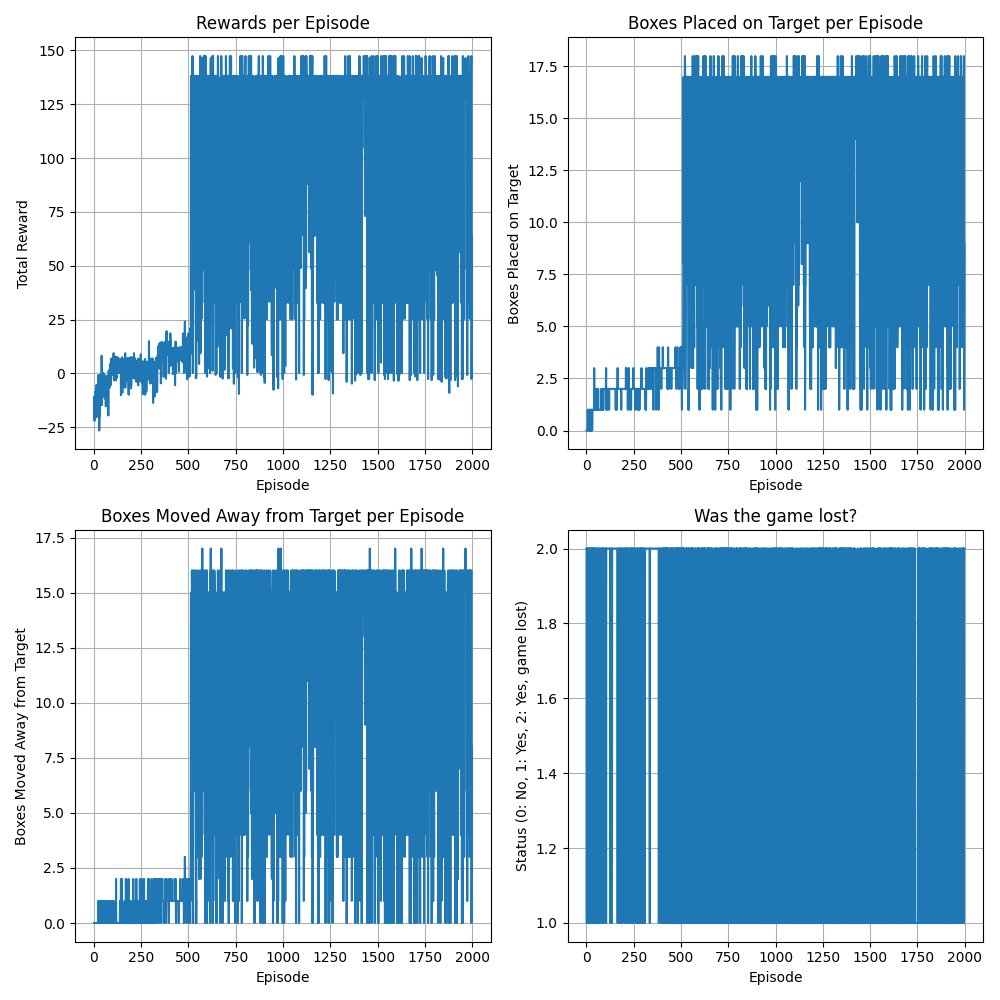 Rewards per Episode
Total Reward
150
125
100
75
50
25
0
−25
0 250 500 750 1000 1250 1500 1750 2000
Episode
Boxes Placed on Target per Episode
Boxes Placed on Target
17.5
15.0
12.5
10.0
7.5
5.0
2.5
0.0
0 250 500 750 1000 1250 1500 1750 2000
Episode
Boxes Moved Away from Target per Episode
Boxes Moved Away from Target
17.5
15.0
12.5
10.0
7.5
5.0
2.5
0.0
0 250 500 750 1000 1250 1500 1750 2000
Episode
Was the game lost?
Status (0: No, 1: Yes, 2: Yes, game lost)
2.0
1.8
1.6
1.4
1.2
1.0
0 250 500 750 1000 1250 1500 1750 2000
Episode